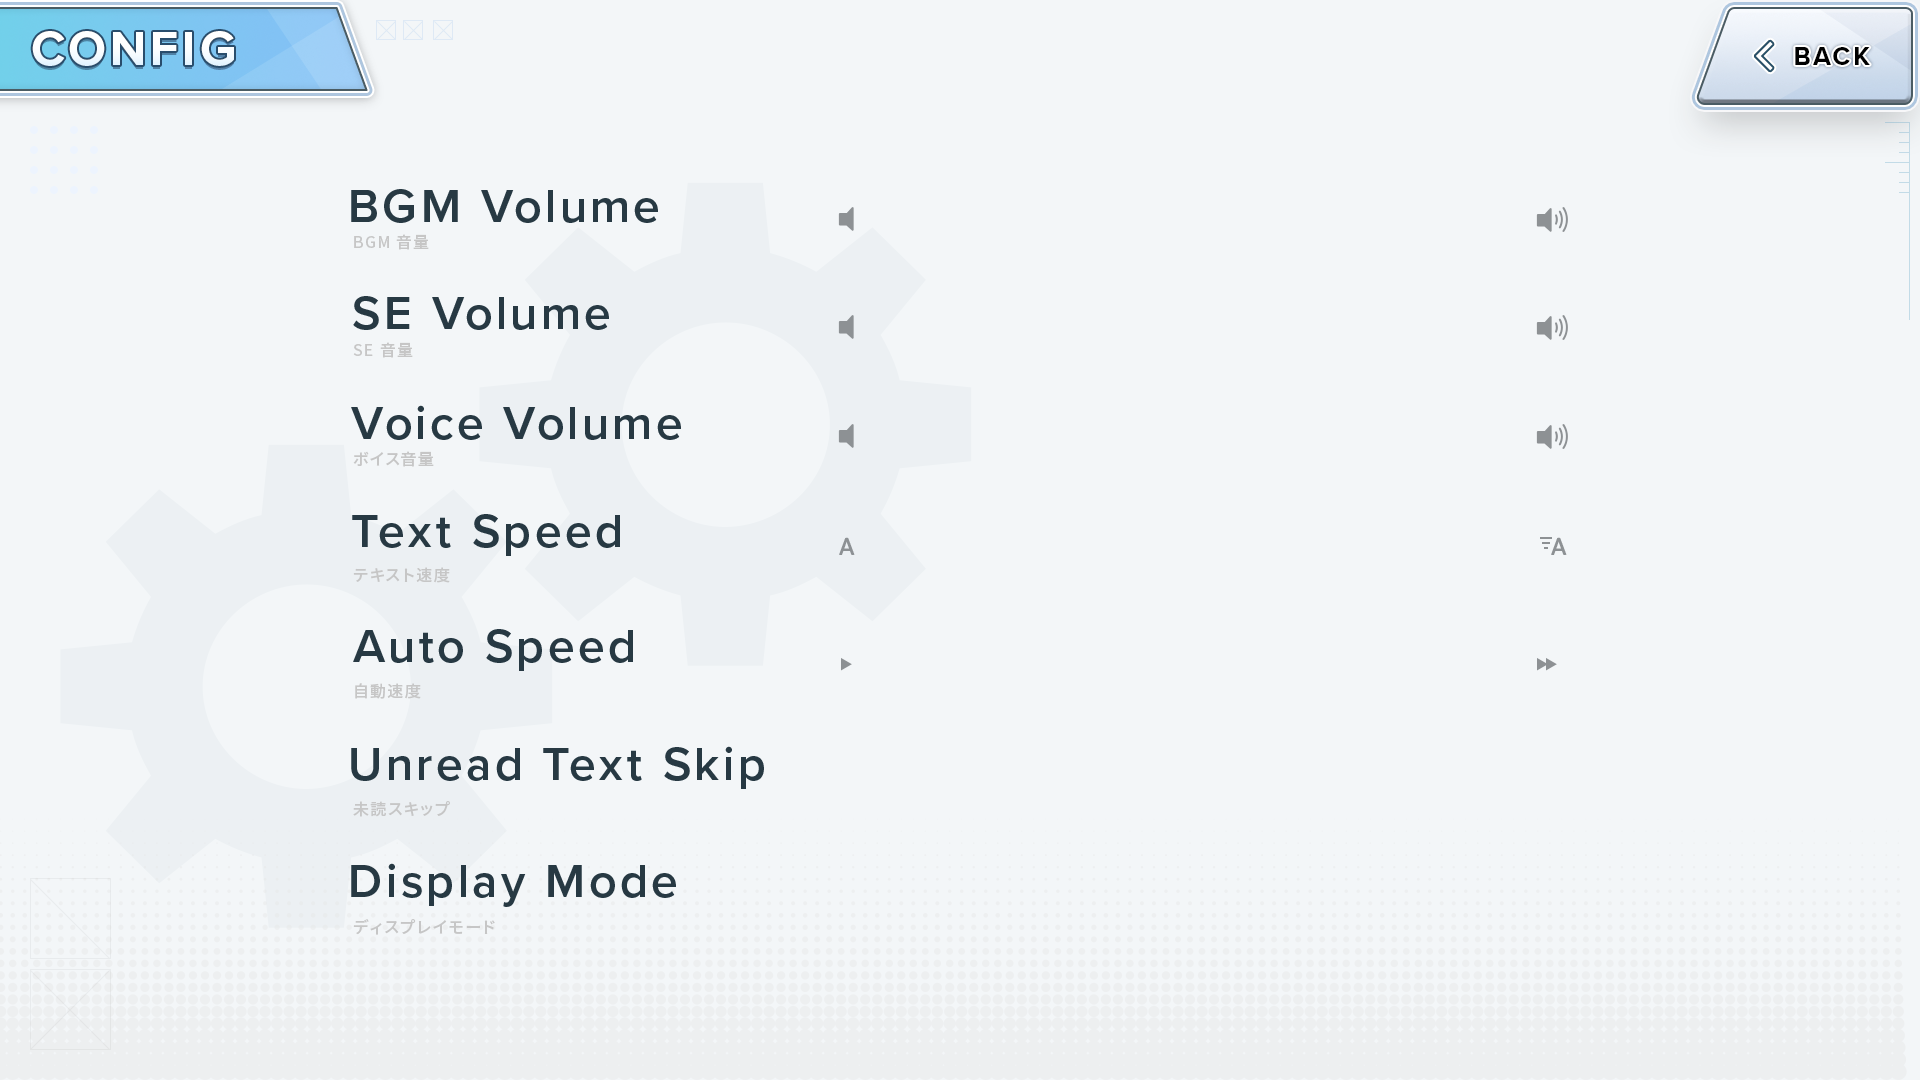 CONFIG
BACK
BGM Volume
BGM 音量
SE Volume
SE 音量
Voice Volume
ボイス音量
Text Speed
テキスト速度
A
A
Auto Speed
自動速度
Unread Text Skip
未読スキップ
Display Mode
ディスプレイモード